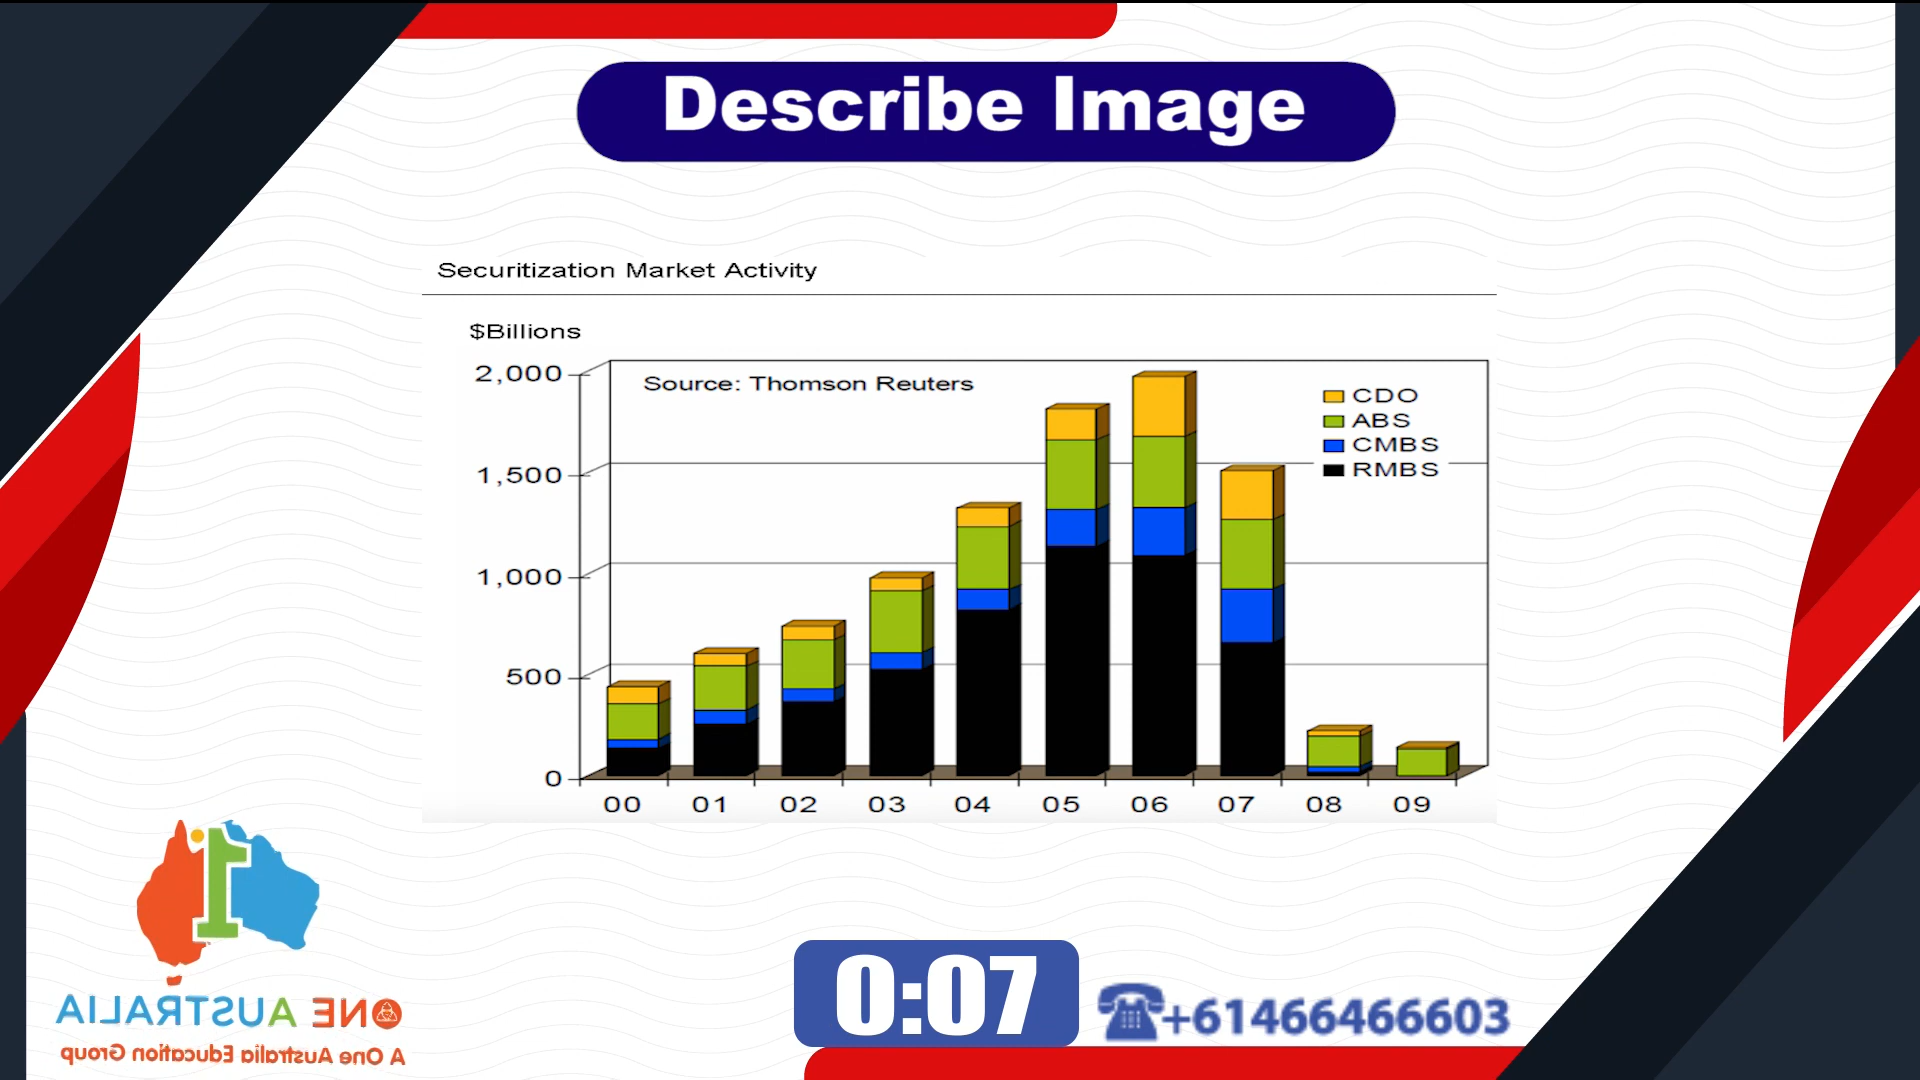 Describe Image
Securitization Market Activity
$Billions
Source: Thomson Reuters
CDO
ABS
CMBS
RMBS
2,000
1,500
1,000
500
0
00 01 02 03 04 05 06 07 08 09
1
ONE AUSTRALIA
A One Australia Education Group
0:07
+61466466603